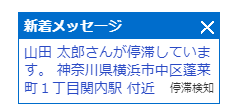 新着メッセージ
山田 太郎さんが停滞していま
す。 神奈川県横浜市中区蓬莱
町１丁目関内駅 付近 停滞検知